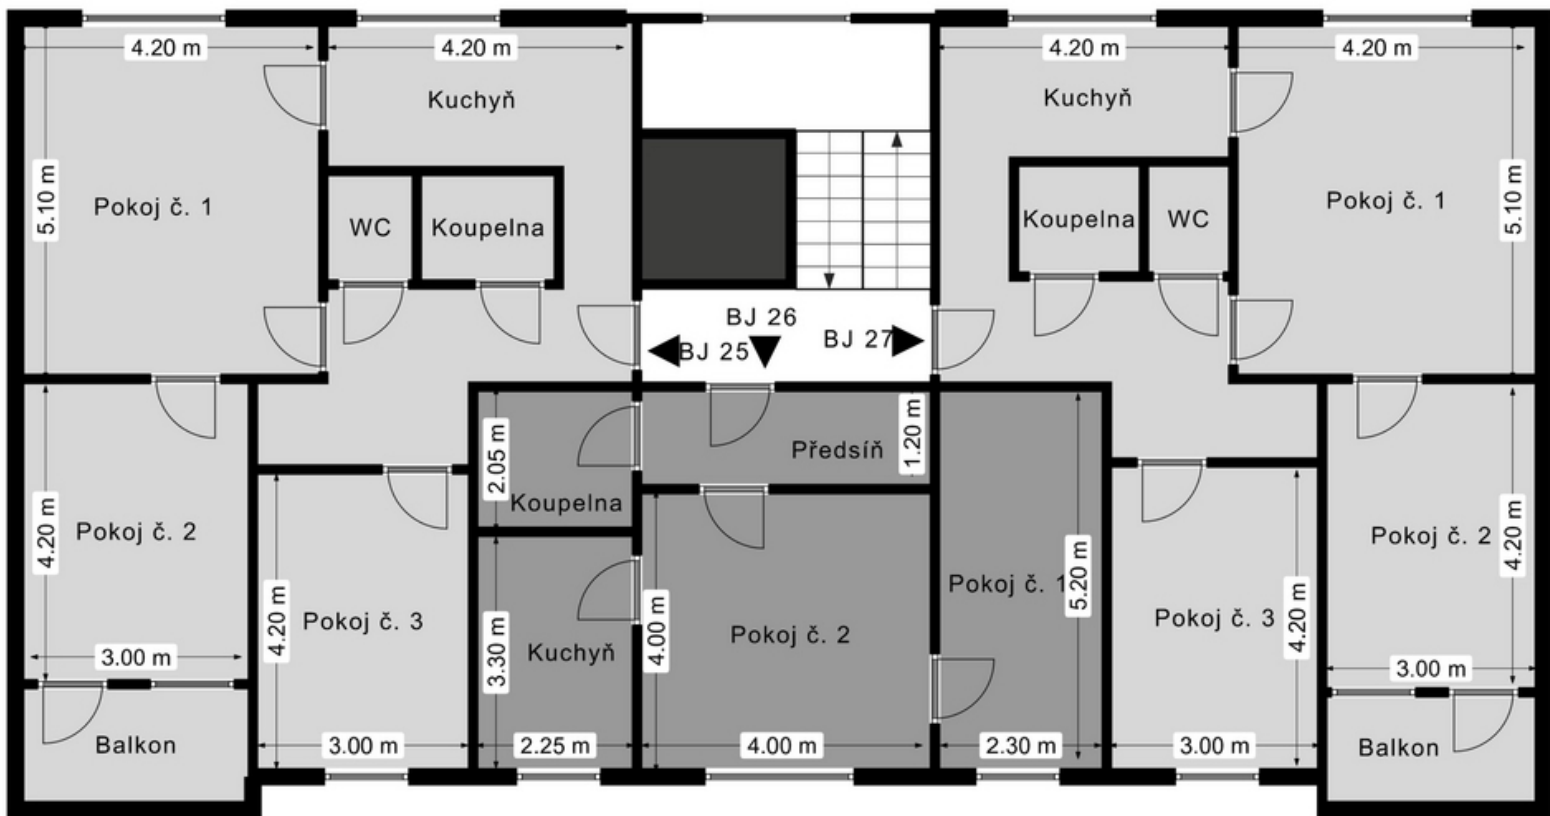 4.20 m
4.20 m
4.20 m
4.20 m
Kuchyň
Kuchyň
5.10 m
Pokoj č. 1
WC
Koupelna
Koupelna
WC
Pokoj č. 1
5.10 m
BJ 26
BJ 25
BJ 27
2.05 m
Koupelna
Předsíň
1.20 m
4.20 m
Pokoj č. 2
4.20 m
Pokoj č. 3
3.30 m
Kuchyň
4.00 m
Pokoj č. 2
Pokoj č. 1
5.20 m
Pokoj č. 3
4.20 m
Pokoj č. 2
4.20 m
3.00 m
3.00 m
Balkon
3.00 m
2.25 m
4.00 m
2.30 m
3.00 m
Balkon